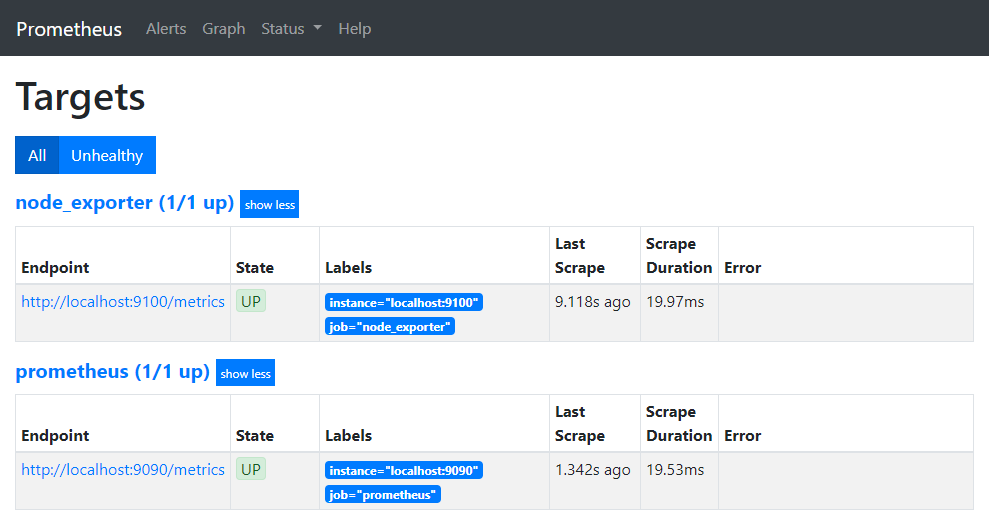 Prometheus Alerts Graph Status Help
Targets
All Unhealthy
node_exporter (1/1 up) show less
Endpoint State Labels Last Scrape Scrape Duration Error
http://localhost:9100/metrics UP instance="localhost:9100" 9.118s ago 19.97ms
job="node_exporter"
prometheus (1/1 up) show less
Endpoint State Labels Last Scrape Scrape Duration Error
http://localhost:9090/metrics UP instance="localhost:9090" 1.342s ago 19.53ms
job="prometheus"